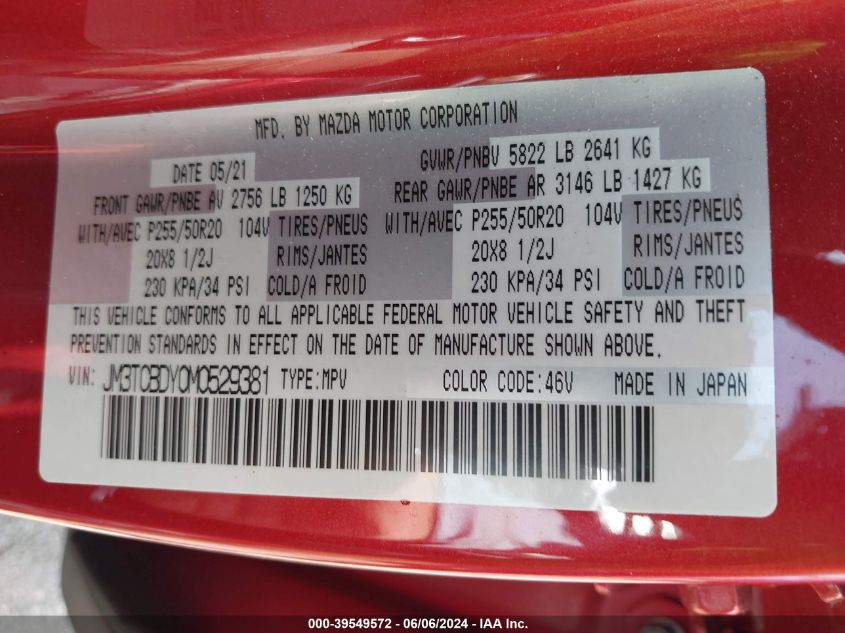 MFD. BY MAZDA MOTOR CORPORATION
DATE 05/21 GVWR/PNBV 5822 LB 2641 KG
FRONT GAWR/PNBE AV 2756 LB 1250 KG REAR GAWR/PNBE AR 3146 LB 1427 KG
WITH/AVEC P255/50R20 104V TIRES/PNEUS WITH/AVEC P255/50R20 104V TIRES/PNEUS
20X8 1/2J RIMS/JANTES 20X8 1/2J RIMS/JANTES
230 KPA/34 PSI COLD/A FROID 230 KPA/34 PSI COLD/A FROID
THIS VEHICLE CONFORMS TO ALL APPLICABLE FEDERAL MOTOR VEHICLE SAFETY AND THEFT
PREVENTION STANDARDS IN EFFECT ON THE DATE OF MANUFACTURE SHOWN ABOVE.
VIN: JM3TCBDY0M0529381 TYPE:MPV COLOR CODE:46V MADE IN JAPAN
000-39549572 - 06/06/2024 - IAA Inc.